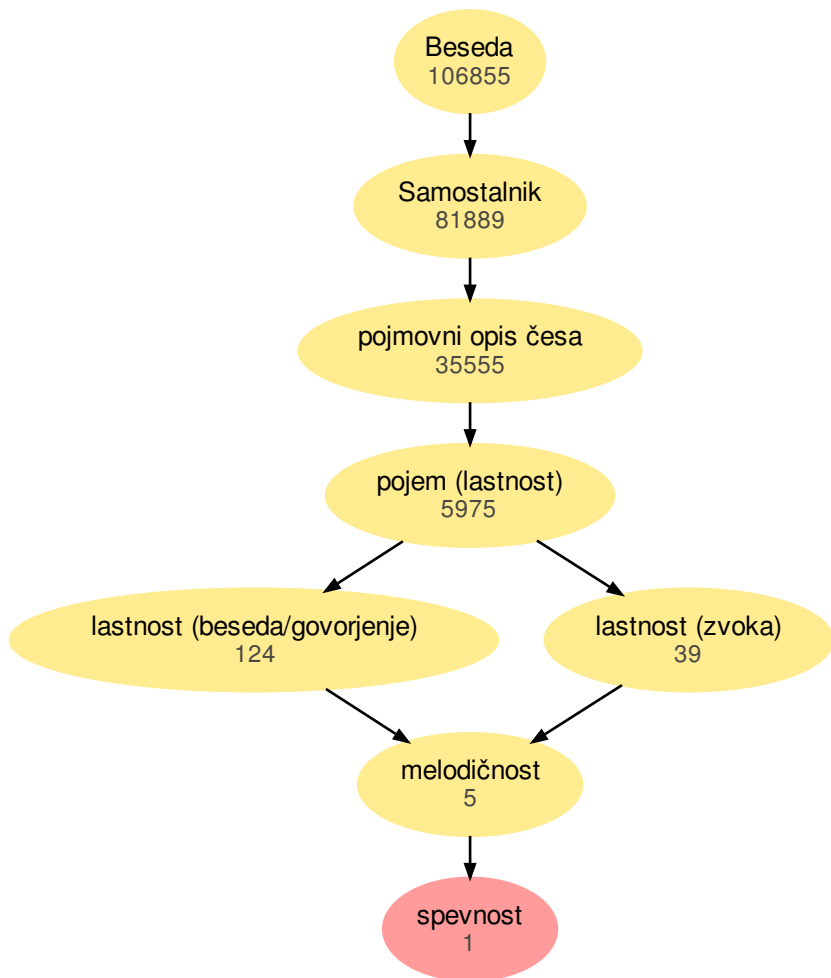 Beseda
106855
Samostalnik
81889
pojmovni opis česa
35555
pojem (lastnost)
5975
lastnost (beseda/govorjenje)
124
lastnost (zvoka)
39
melodičnost
5
spevnost
1